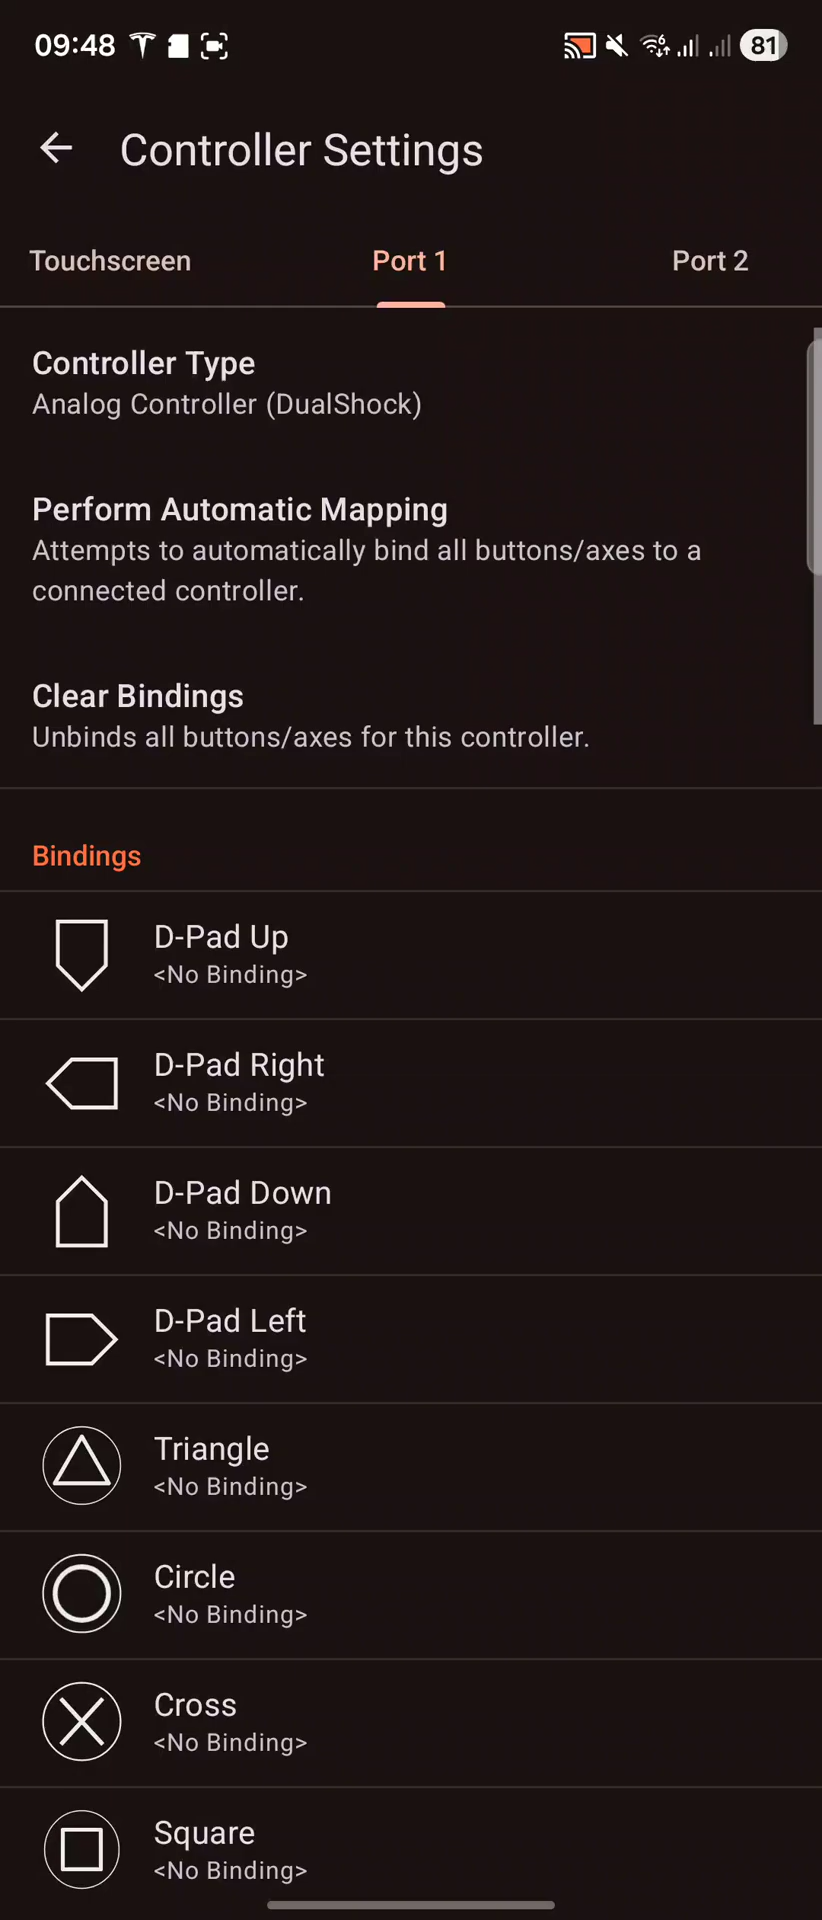 09:48
81
Controller Settings
Touchscreen Port 1 Port 2
Controller Type
Analog Controller (DualShock)
Perform Automatic Mapping
Attempts to automatically bind all buttons/axes to a
connected controller.
Clear Bindings
Unbinds all buttons/axes for this controller.
Bindings
D-Pad Up
<No Binding>
D-Pad Right
<No Binding>
D-Pad Down
<No Binding>
D-Pad Left
<No Binding>
Triangle
<No Binding>
Circle
<No Binding>
Cross
<No Binding>
Square
<No Binding>